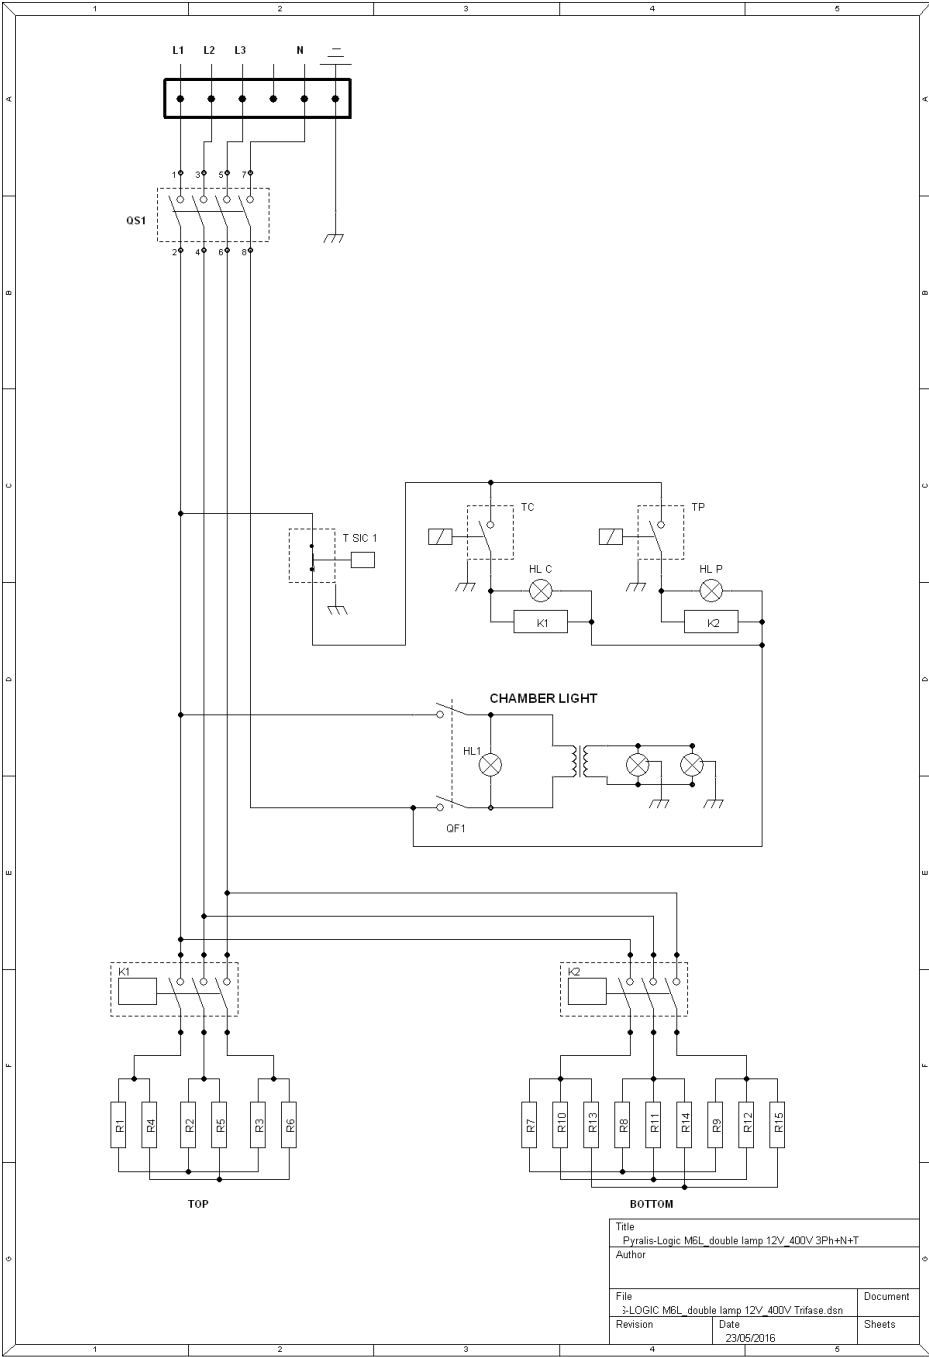 1 2 3 4 5
L1 L2 L3 N
A A
1 3 5 7
QS1
2 4 6 8
B B
C C
TC TP
T SIC 1
HL C HL P
K1 K2
D D
CHAMBER LIGHT
HL1
QF1
E E
K1 K2
F F
R1 R4 R2 R5 R3 R6 R7 R10 R13 R8 R11 R14 R9 R12 R15
TOP BOTTOM
Title
Pyralis-Logic M6L_double lamp 12V_400V 3Ph+N+T
Author
G G
File Document
-LOGIC M6L_double lamp 12V_400V Trifase.dsn
Revision Date Sheets
23/05/2016
1 2 3 4 5